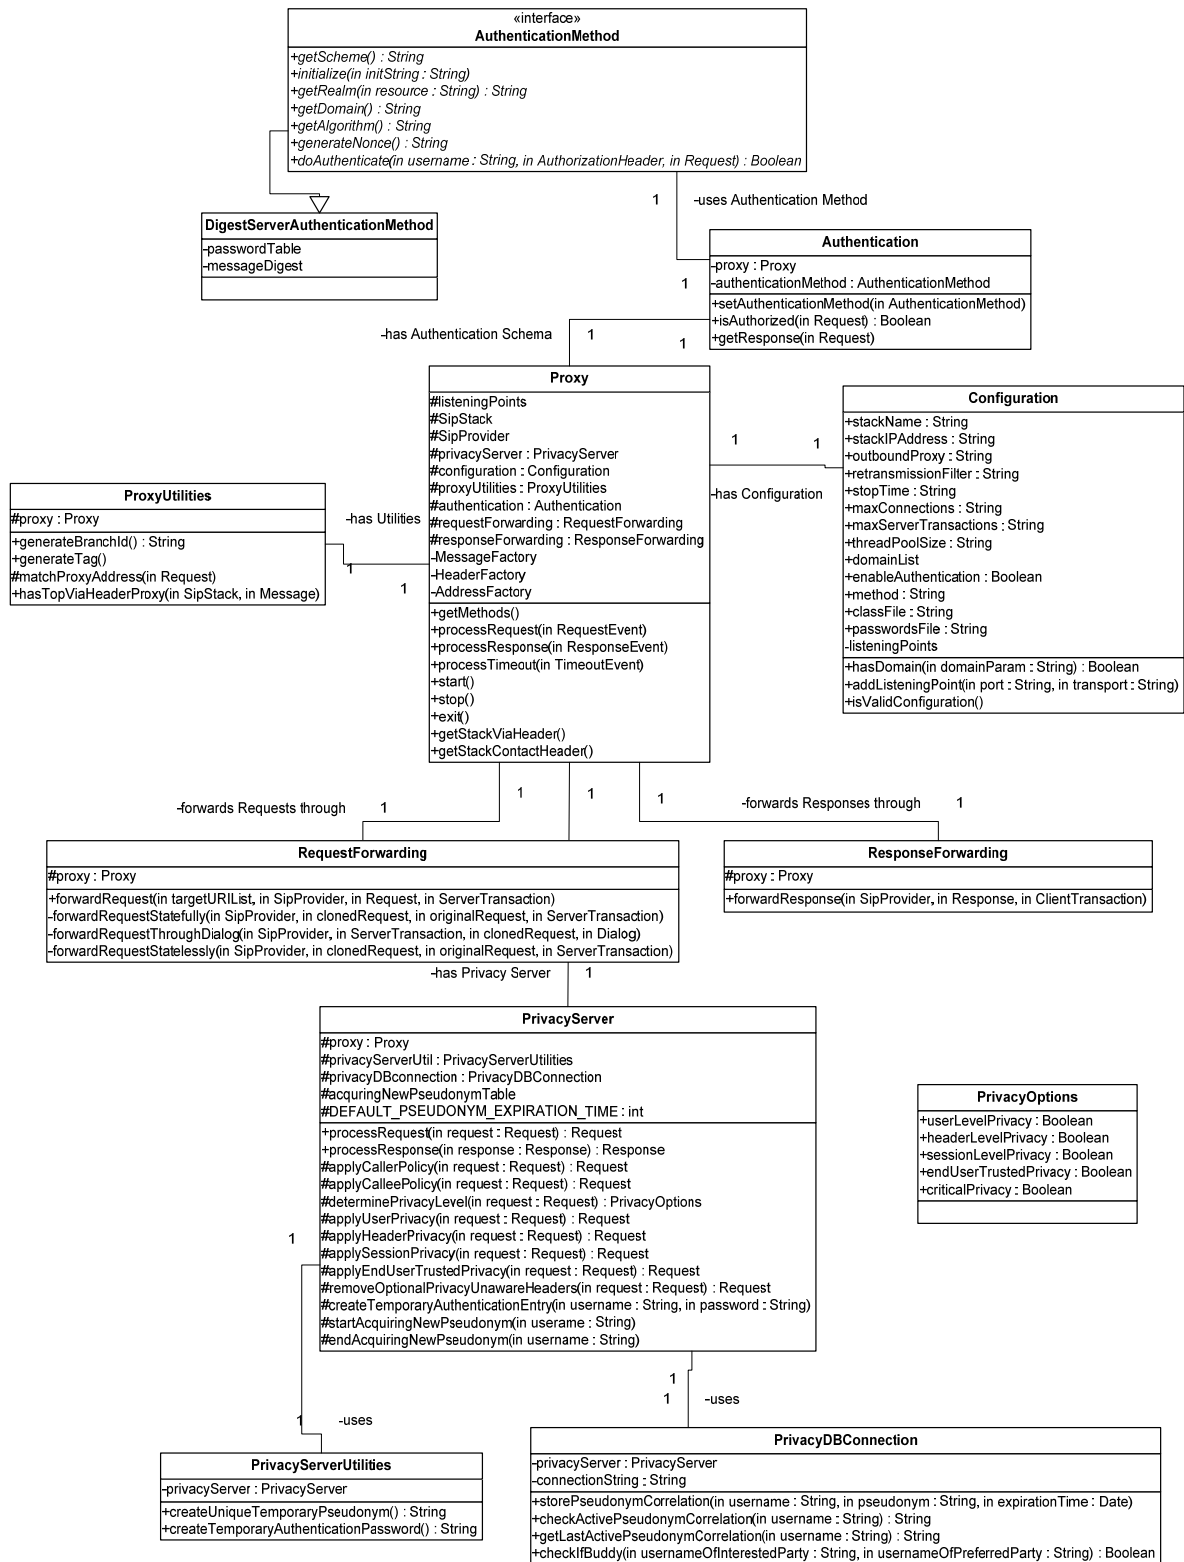 «interface»
AuthenticationMethod
+getScheme() : String
+initialize(in initString : String)
+getRealm(in resource : String) : String
+getDomain() : String
+getAlgorithm() : String
+generateNonce() : String
+doAuthenticate(in username : String, in AuthorizationHeader, in Request) : Boolean
1
-uses Authentication Method
DigestServerAuthenticationMethod
-passwordTable
-messageDigest
Authentication
-proxy : Proxy
-authenticationMethod : AuthenticationMethod
+setAuthenticationMethod(in AuthenticationMethod)
+isAuthorized(in Request) : Boolean
+getResponse(in Request)
1
-has Authentication Schema
1
1
Proxy
#listeningPoints
#SipStack
#SipProvider
#privacyServer : PrivacyServer
#configuration : Configuration
#proxyUtilities : ProxyUtilities
#authentication : Authentication
#requestForwarding : RequestForwarding
#responseForwarding : ResponseForwarding
-MessageFactory
-HeaderFactory
-AddressFactory
+getMethods()
+processRequest(in RequestEvent)
+processResponse(in ResponseEvent)
+processTimeout(in TimeoutEvent)
+start()
+stop()
+exit()
+getStackViaHeader()
+getStackContactHeader()
1
1
-has Configuration
Configuration
+stackName : String
+stackIPAddress : String
+outboundProxy : String
+retransmissionFilter : String
+stopTime : String
+maxConnections : String
+maxServerTransactions : String
+threadPoolSize : String
+domainList
+enableAuthentication : Boolean
+method : String
+classFile : String
+passwordsFile : String
-listeningPoints
+hasDomain(in domainParam : String) : Boolean
+addListeningPoint(in port : String, in transport : String)
+isValidConfiguration()
ProxyUtilities
#proxy : Proxy
+generateBranchId() : String
+generateTag()
#matchProxyAddress(in Request)
+hasTopViaHeaderProxy(in SipStack, in Message)
-has Utilities
1
1
-forwards Requests through
1
1
1
1
-forwards Responses through
1
RequestForwarding
#proxy : Proxy
+forwardRequest(in targetURIList, in SipProvider, in Request, in ServerTransaction)
-forwardRequestStatefully(in SipProvider, in clonedRequest, in originalRequest, in ServerTransaction)
-forwardRequestThroughDialog(in SipProvider, in ServerTransaction, in clonedRequest, in Dialog)
-forwardRequestStatelessly(in SipProvider, in clonedRequest, in originalRequest, in ServerTransaction)
ResponseForwarding
#proxy : Proxy
+forwardResponse(in SipProvider, in Response, in ClientTransaction)
-has Privacy Server
1
PrivacyServer
#proxy : Proxy
#privacyServerUtil : PrivacyServerUtilities
#privacyDBconnection : PrivacyDBConnection
#acquringNewPseudonymTable
#DEFAULT_PSEUDONYM_EXPIRATION_TIME : int
+processRequest(in request : Request) : Request
+processResponse(in response : Response) : Response
#applyCallerPolicy(in request : Request) : Request
#applyCalleePolicy(in request : Request) : Request
#determinePrivacyLevel(in request : Request) : PrivacyOptions
#applyUserPrivacy(in request : Request) : Request
#applyHeaderPrivacy(in request : Request) : Request
#applySessionPrivacy(in request : Request) : Request
#applyEndUserTrustedPrivacy(in request : Request) : Request
#removeOptionalPrivacyUnawareHeaders(in request : Request) : Request
#createTemporaryAuthenticationEntry(in username : String, in password : String)
#startAcquiringNewPseudonym(in userame : String)
#endAcquiringNewPseudonym(in username : String)
PrivacyOptions
+userLevelPrivacy : Boolean
+headerLevelPrivacy : Boolean
+sessionLevelPrivacy : Boolean
+endUserTrustedPrivacy : Boolean
+criticalPrivacy : Boolean
1
1
-uses
1
1
-uses
PrivacyServerUtilities
-privacyServer : PrivacyServer
+createUniqueTemporaryPseudonym() : String
+createTemporaryAuthenticationPassword() : String
PrivacyDBConnection
-privacyServer : PrivacyServer
-connectionString : String
+storePseudonymCorrelation(in username : String, in pseudonym : String, in expirationTime : Date)
+checkActivePseudonymCorrelation(in username : String) : String
+getLastActivePseudonymCorrelation(in username : String) : String
+checkIfBuddy(in usernameOfInterestedParty : String, in usernameOfPreferredParty : String) : Boolean